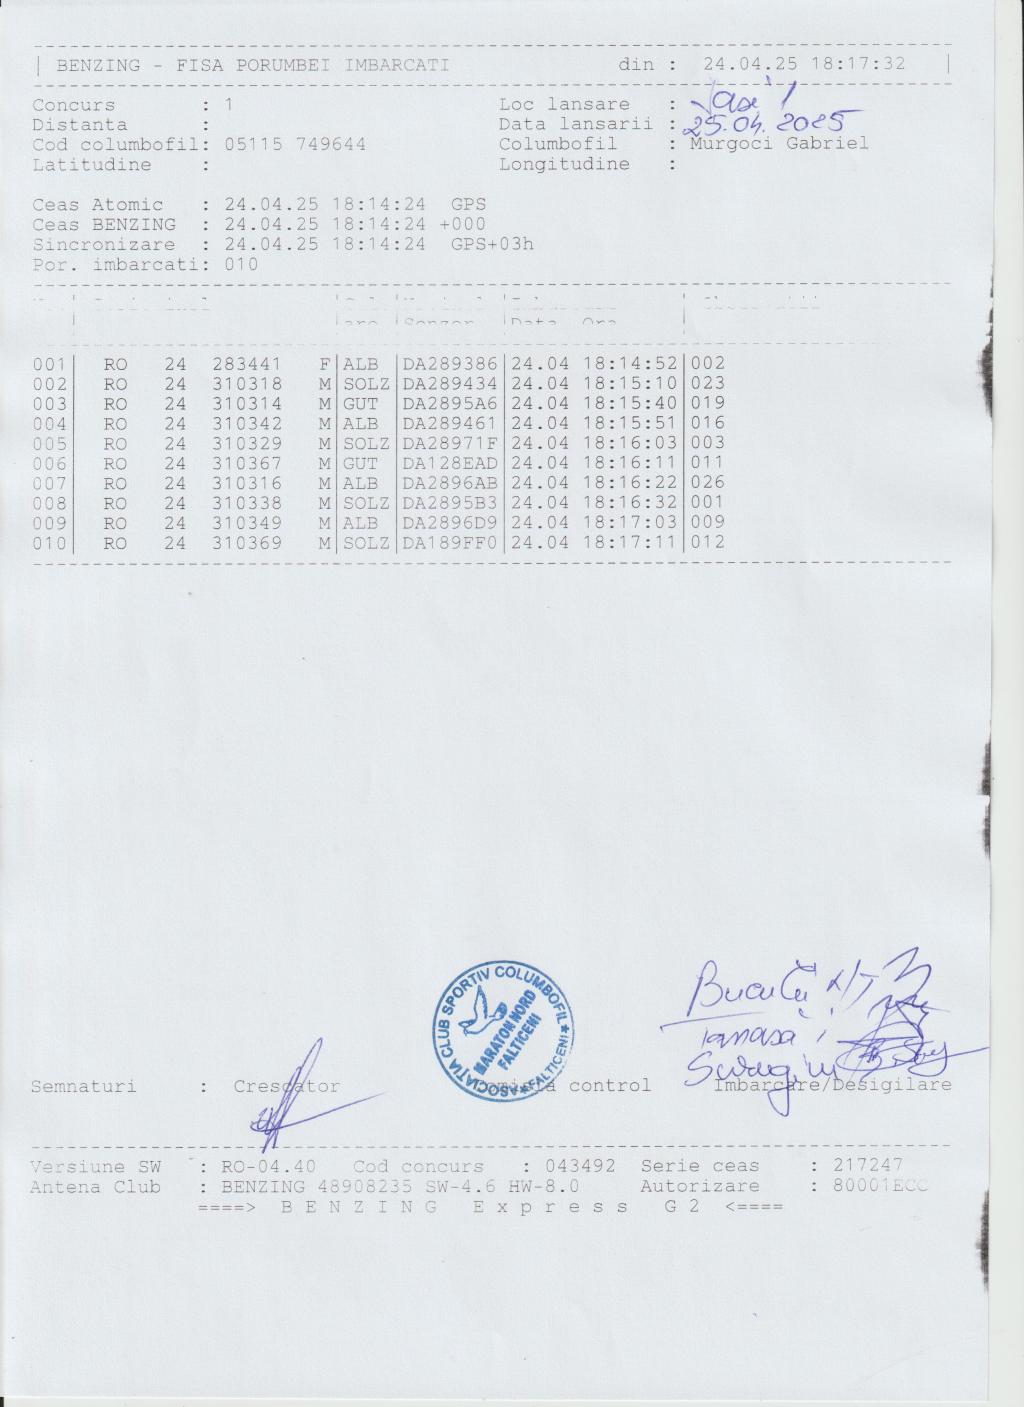 BENZING - FISA PORUMBEI IMBARCATI din : 24.04.25 18:17:32
Concurs : 1 Loc lansare : Iasi 1
Distanta : Data lansarii : 25.04.2025
Cod columbofil: 05115 749644 Columbofil : Murgoci Gabriel
Latitudine : Longitudine :
Ceas Atomic : 24.04.25 18:14:24 GPS
Ceas BENZING : 24.04.25 18:14:24 +000
Sincronizare : 24.04.25 18:14:24 GPS+03h
Por. imbarcati: 010
Senzor Data Ora
001 RO 24 283441 F ALB DA289386 24.04 18:14:52 002
002 RO 24 310318 M SOLZ DA289434 24.04 18:15:10 023
003 RO 24 310314 M GUT DA2895A6 24.04 18:15:40 019
004 RO 24 310342 M ALB DA289461 24.04 18:15:51 016
005 RO 24 310329 M SOLZ DA28971F 24.04 18:16:03 003
006 RO 24 310367 M GUT DA128EAD 24.04 18:16:11 011
007 RO 24 310316 M ALB DA2896AB 24.04 18:16:22 026
008 RO 24 310338 M SOLZ DA2895B3 24.04 18:16:32 001
009 RO 24 310349 M ALB DA2896D9 24.04 18:17:03 009
010 RO 24 310369 M SOLZ DA189FF0 24.04 18:17:11 012
ASOCIAȚIA CLUB SPORTIV COLUMBOFIL
MARATON NORD
FALTICENI
FALTICENI
Semnaturi : Crescator control Imbarcare/Desigilare
Versiune SW : RO-04.40 Cod concurs : 043492 Serie ceas : 217247
Antena Club : BENZING 48908235 SW-4.6 HW-8.0 Autorizare : 80001ECC
====> B E N Z I N G E x p r e s s G 2 <====